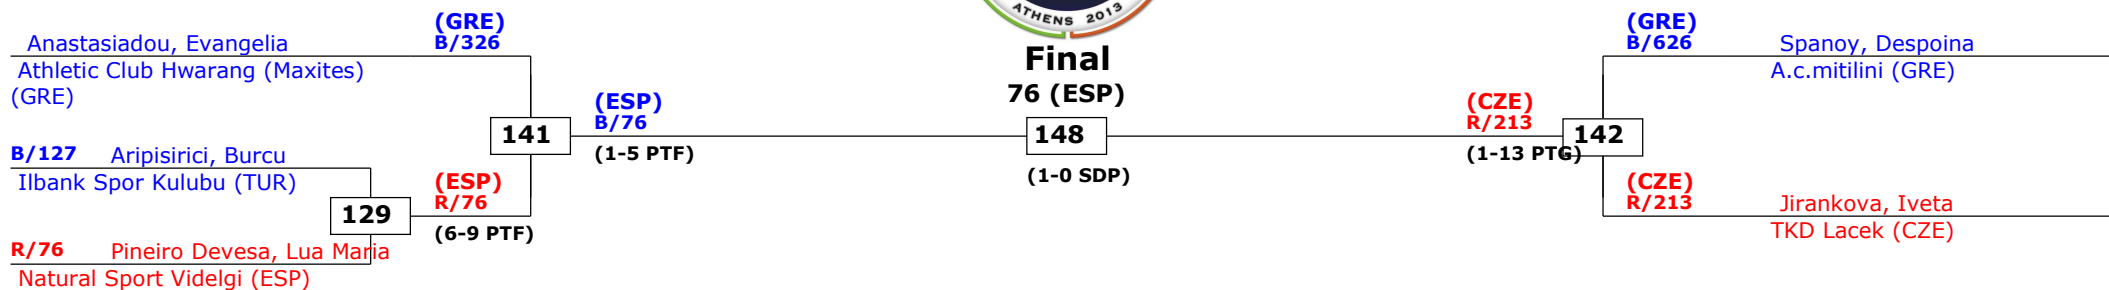 ATHENS 2013
Final
76 (ESP)
148
(1-0 SDP)
(GRE)
B/326
Anastasiadou, Evangelia
Athletic Club Hwarang (Maxites)
(GRE)
141
(ESP)
B/76
(1-5 PTF)
B/127 Aripisirici, Burcu
Ilbank Spor Kulubu (TUR)
129
(ESP)
R/76
(6-9 PTF)
R/76 Pineiro Devesa, Lua Maria
Natural Sport Videlgi (ESP)
(GRE)
B/626
Spanoy, Despoina
A.c.mitilini (GRE)
(CZE)
R/213
142
(1-13 PTG)
(CZE)
R/213
Jirankova, Iveta
TKD Lacek (CZE)